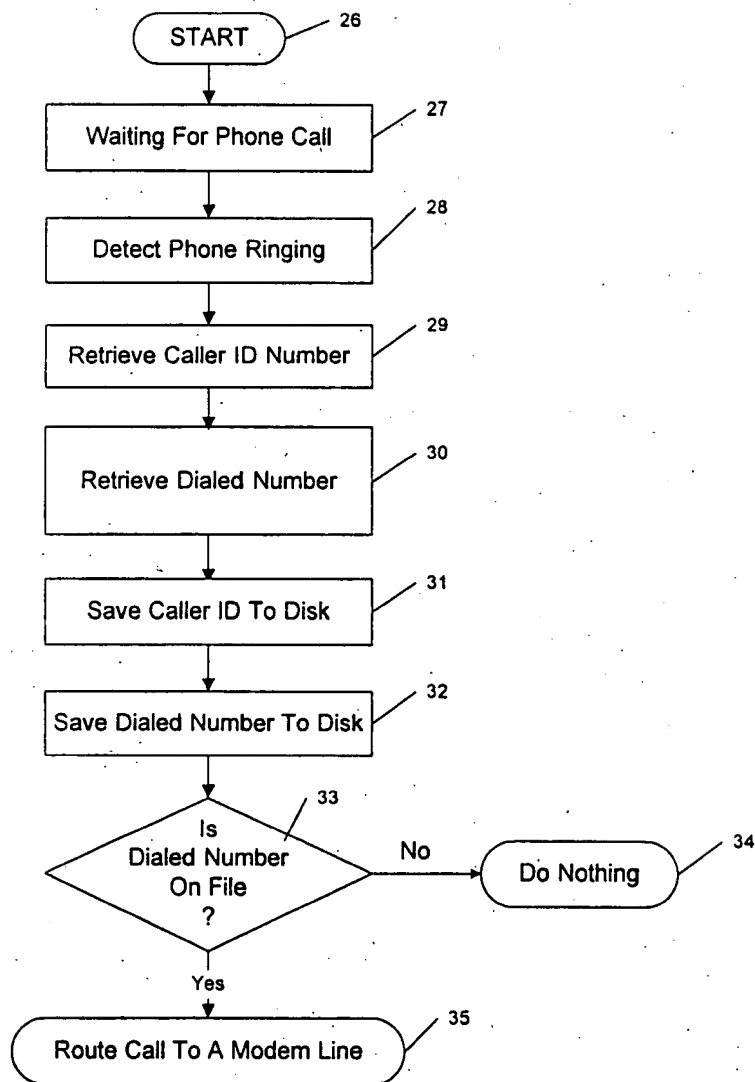 START
26
Waiting For Phone Call
27
Detect Phone Ringing
28
Retrieve Caller ID Number
29
Retrieve Dialed Number
30
Save Caller ID To Disk
31
Save Dialed Number To Disk
32
Is
Dialed Number
On File
?
33
No
Do Nothing
34
Yes
Route Call To A Modem Line
35